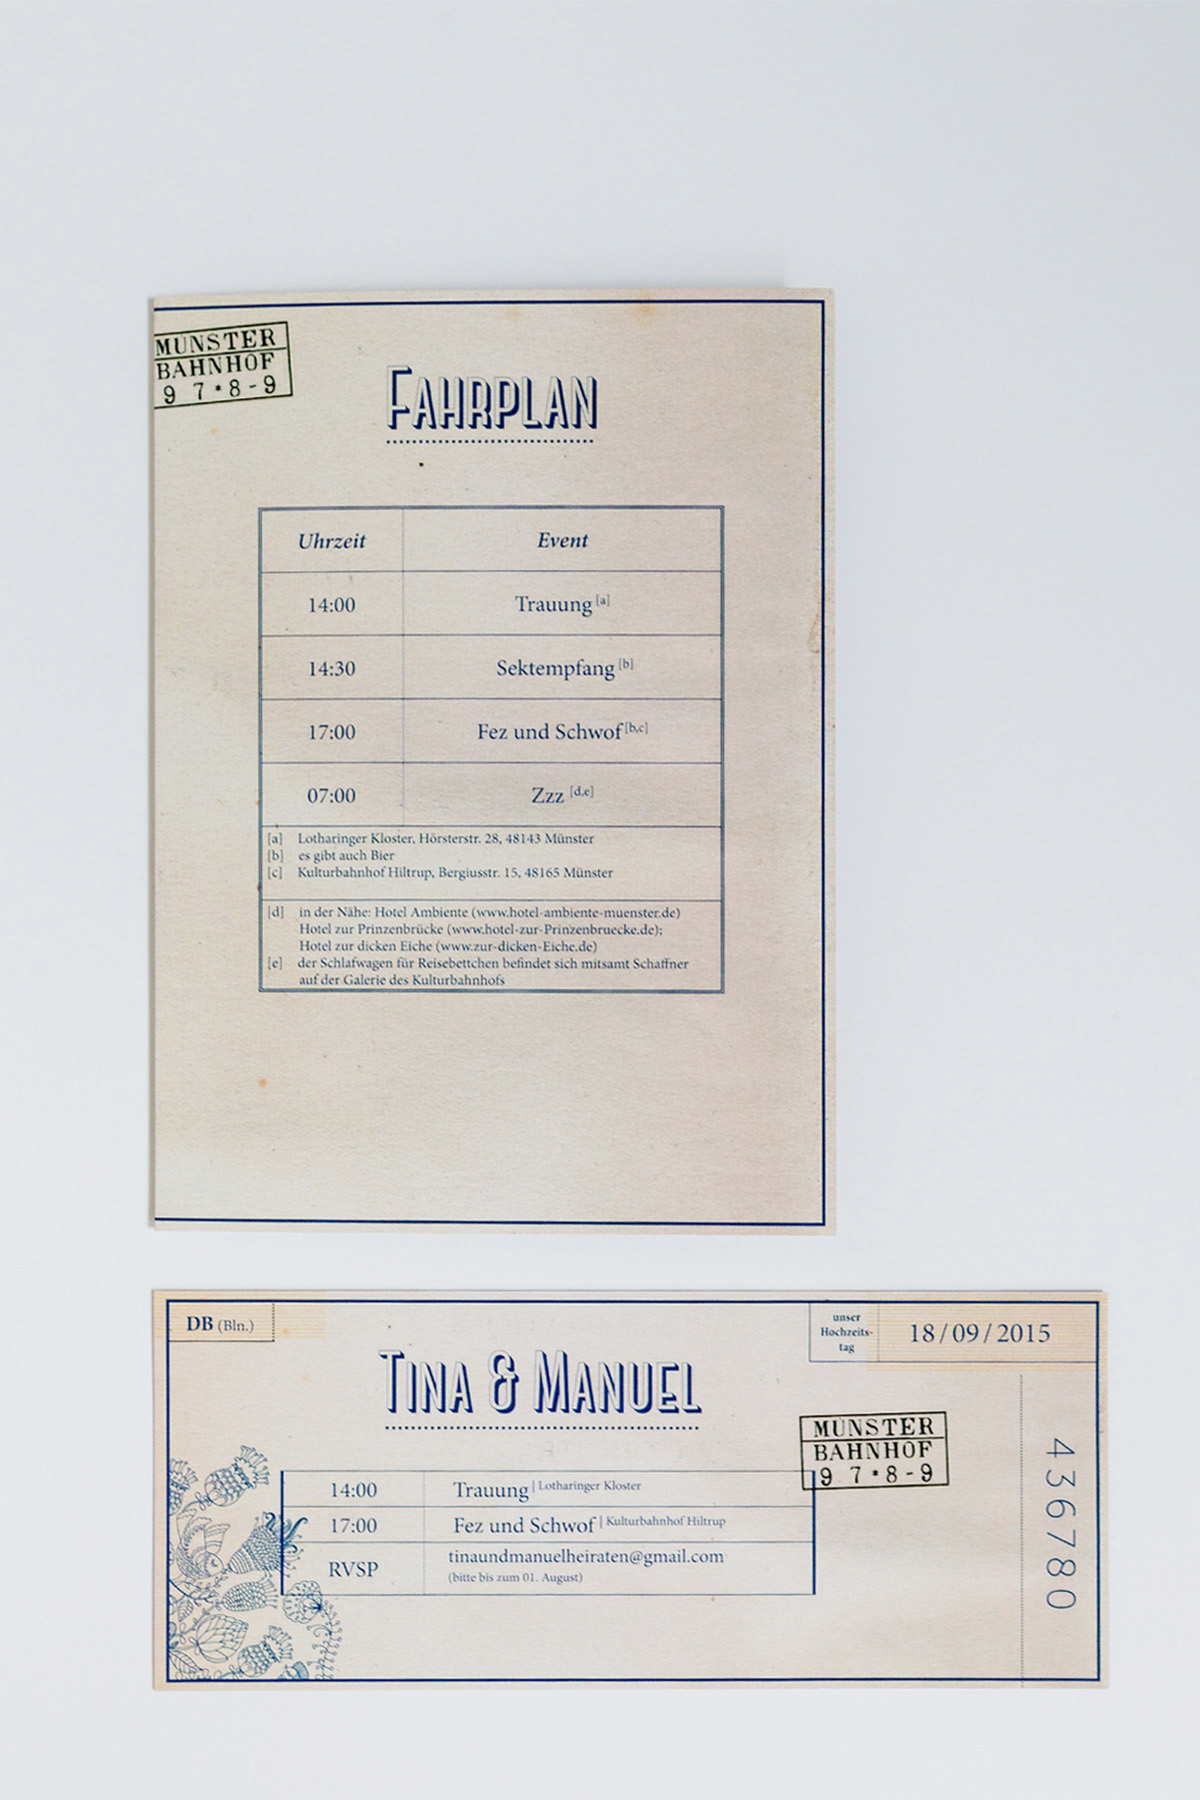 MÜNSTER
BAHNHOF
9 7*8-9
FAHRPLAN
Uhrzeit Event
14:00 Trauung [a]
14:30 Sektempfang [b]
17:00 Fez und Schwof [b,c]
07:00 Zzz [d,e]
[a] Lotharinger Kloster, Hörsterstr. 28, 48143 Münster
[b] es gibt auch Bier
[c] Kulturbahnhof Hiltrup, Bergiusstr. 15, 48165 Münster
[d] in der Nähe: Hotel Ambiente (www.hotel-ambiente-muenster.de)
Hotel zur Prinzenbrücke (www.hotel-zur-Prinzenbruecke.de);
Hotel zur dicken Eiche (www.zur-dicken-Eiche.de)
[e] der Schlafwagen für Reisebettchen befindet sich mitsamt Schaffner
auf der Galerie des Kulturbahnhofs
DB (Bln.)
TINA & MANUEL
unser
Hochzeits-
tag
18/09/2015
MÜNSTER
BAHNHOF
9 7*8-9
14:00 Trauung | Lotharinger Kloster
17:00 Fez und Schwof | Kulturbahnhof Hiltrup
RVSP tinaundmanuelheiraten@gmail.com
(bitte bis zum 01. August)
436780